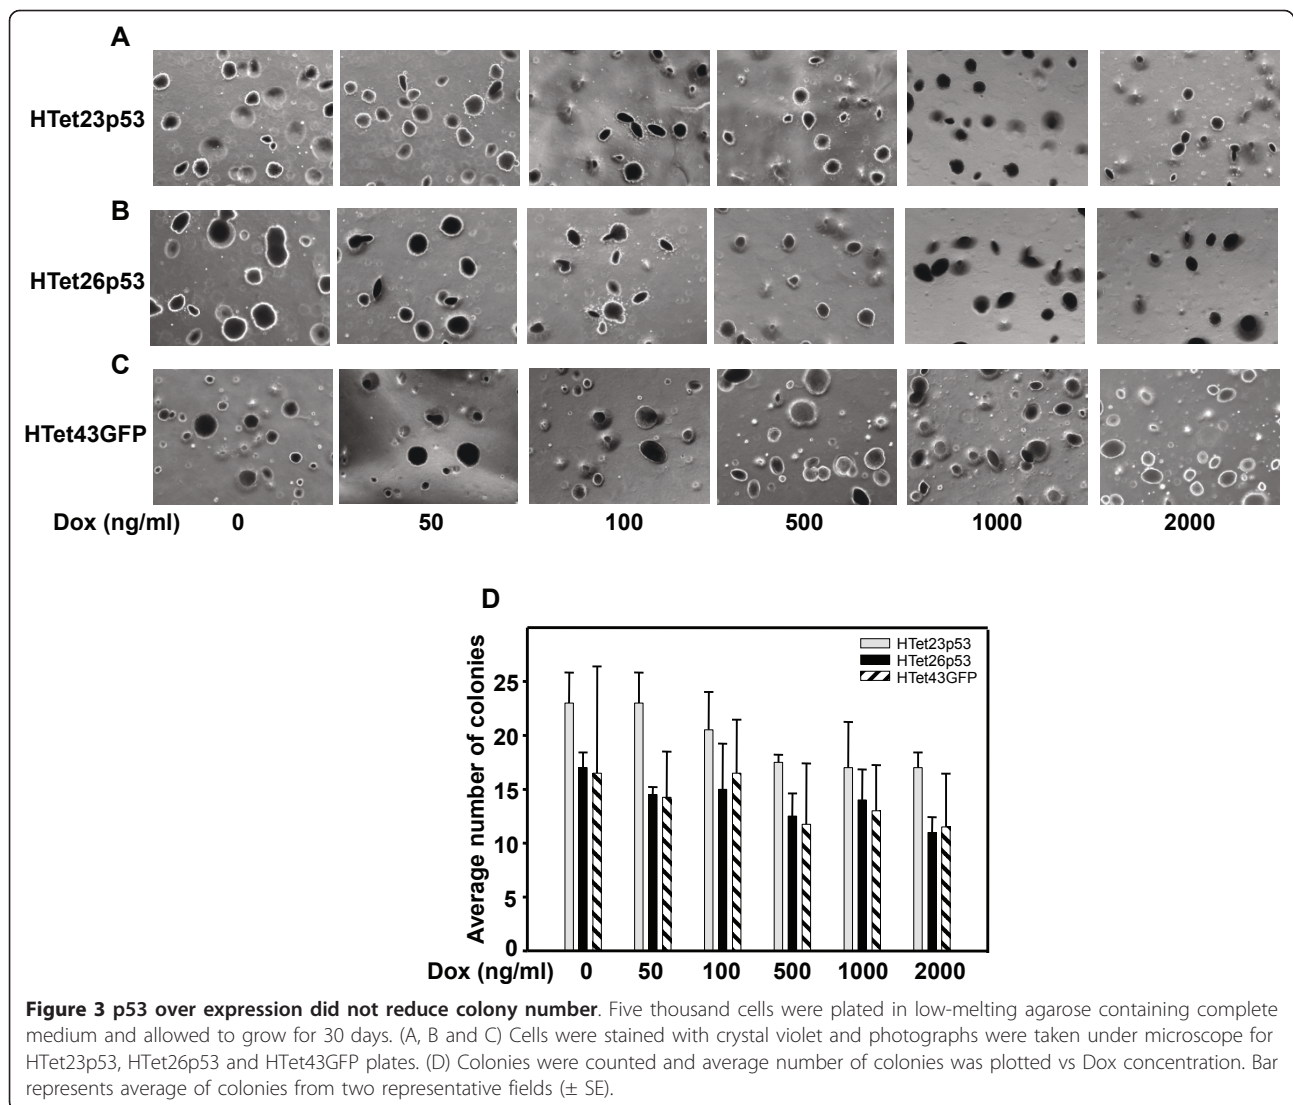 A
HTet23p53
B
HTet26p53
C
HTet43GFP
Dox (ng/ml) 0 50 100 500 1000 2000
D
Average number of colonies
HTet23p53
HTet26p53
HTet43GFP
25
20
15
10
5
0
Dox (ng/ml) 0 50 100 500 1000 2000
Figure 3 p53 over expression did not reduce colony number. Five thousand cells were plated in low-melting agarose containing complete
medium and allowed to grow for 30 days. (A, B and C) Cells were stained with crystal violet and photographs were taken under microscope for
HTet23p53, HTet26p53 and HTet43GFP plates. (D) Colonies were counted and average number of colonies was plotted vs Dox concentration. Bar
represents average of colonies from two representative fields (± SE).